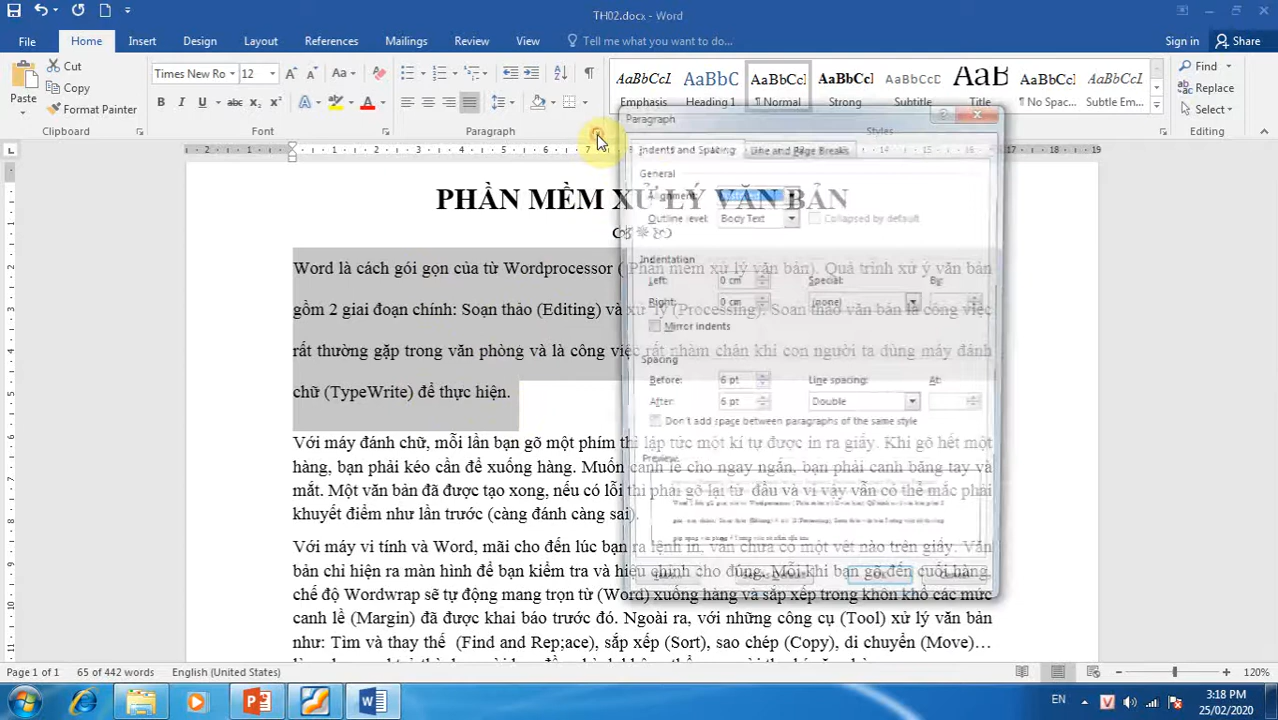 TH02.docx - Word
File Home Insert Design Layout References Mailings Review View Tell me what you want to do... Sign in Share
Paste Cut Copy Format Painter
Clipboard
Times New Ro 12
Font
Paragraph
AaBbCcL Emphasis AaBbC Heading 1 AaBbCcl ¶ Normal AaBbCc Strong AaBbCcl Subtitle AaB Title AaBbCcl ¶ No Spac... AaBbCcL Subtle Em...
Styles
Find Replace Select
Editing
PHẦN MỀM XỬ LÝ VĂN BẢN
Word là cách gói gọn của từ Wordprocessor ( Phần mềm xử lý văn bản). Quá trình xử ý văn bản
gồm 2 giai đoạn chính: Soạn thảo (Editing) và xử lý (Processing). Soạn thảo văn bản là công việc
rất thường gặp trong văn phòng và là công việc rất nhàm chán khi con người ta dùng máy đánh
chữ (TypeWrite) để thực hiện.
Với máy đánh chữ, mỗi lần bạn gõ một phím thì lập tức một kí tự được in ra giấy. Khi gõ hết một
hàng, bạn phải kéo cần để xuống hàng. Muốn canh lề cho ngay ngắn, bạn phải canh bằng tay và
mắt. Một văn bản đã được tạo xong, nếu có lỗi thì phải gõ lại từ đầu và vì vậy vẫn có thể mắc phải
khuyết điểm như lần trước (càng đánh càng sai).
Với máy vi tính và Word, mãi cho đến lúc bạn ra lệnh in, vẫn chưa có một vét nào trên giấy. Văn
bản chỉ hiện ra màn hình để bạn kiểm tra và hiệu chỉnh cho đúng. Mỗi khi bạn gõ đến cuối hàng,
chế độ Wordwrap sẽ tự động mang trọn từ (Word) xuống hàng và sắp xếp trong khôn khổ các mức
canh lề (Margin) đã được khai báo trước đó. Ngoài ra, với những công cụ (Tool) xử lý văn bản
như: Tìm và thay thế (Find and Rep;ace), sắp xếp (Sort), sao chép (Copy), di chuyển (Move)…
Paragraph
Indents and Spacing Line and Page Breaks
General
Alignment:
Outline level: Body Text Collapsed by default
Indentation
Left: 0 cm Special: By:
Right: 0 cm (none)
Mirror indents
Spacing
Before: 6 pt Line spacing: At:
After: 6 pt Double
Don't add space between paragraphs of the same style
Preview
Page 1 of 1 65 of 442 words English (United States) 120%
EN 3:18 PM
25/02/2020